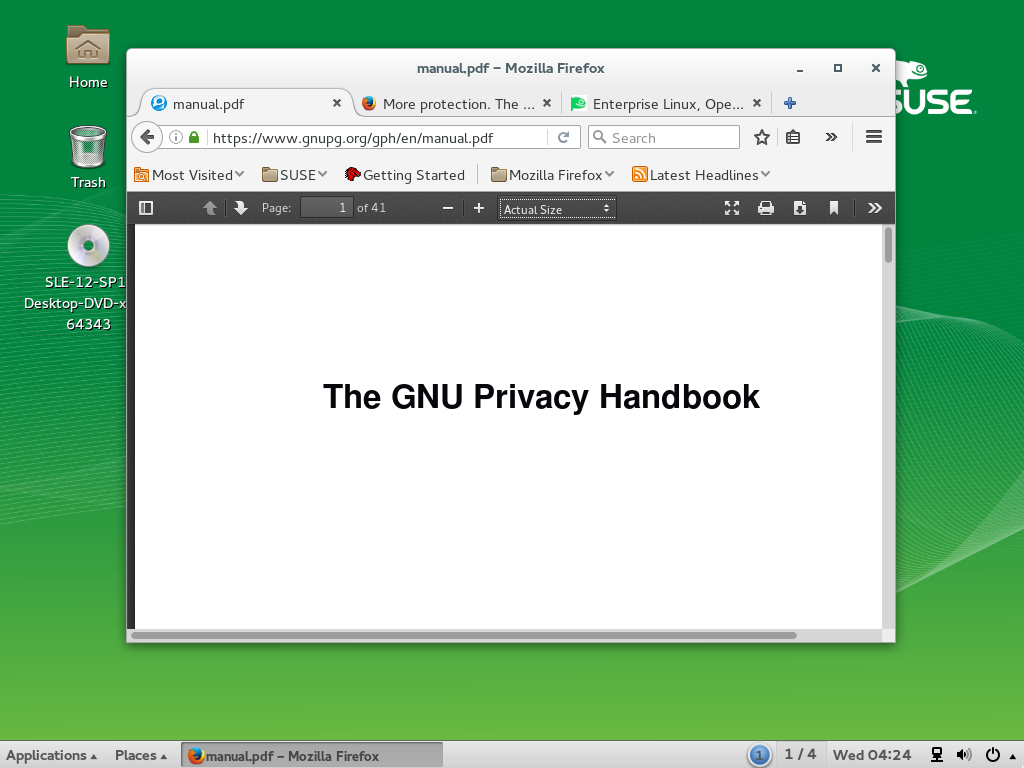 Home
Trash
SLE-12-SP1
Desktop-DVD-x
64343
SUSE
manual.pdf – Mozilla Firefox
manual.pdf
More protection. The ...
Enterprise Linux, Ope...
https://www.gnupg.org/gph/en/manual.pdf
Search
Most Visited
SUSE
Getting Started
Mozilla Firefox
Latest Headlines
Page: 1 of 41
Actual Size
The GNU Privacy Handbook
Applications
Places
manual.pdf – Mozilla Firefox
1
1 / 4
Wed 04:24